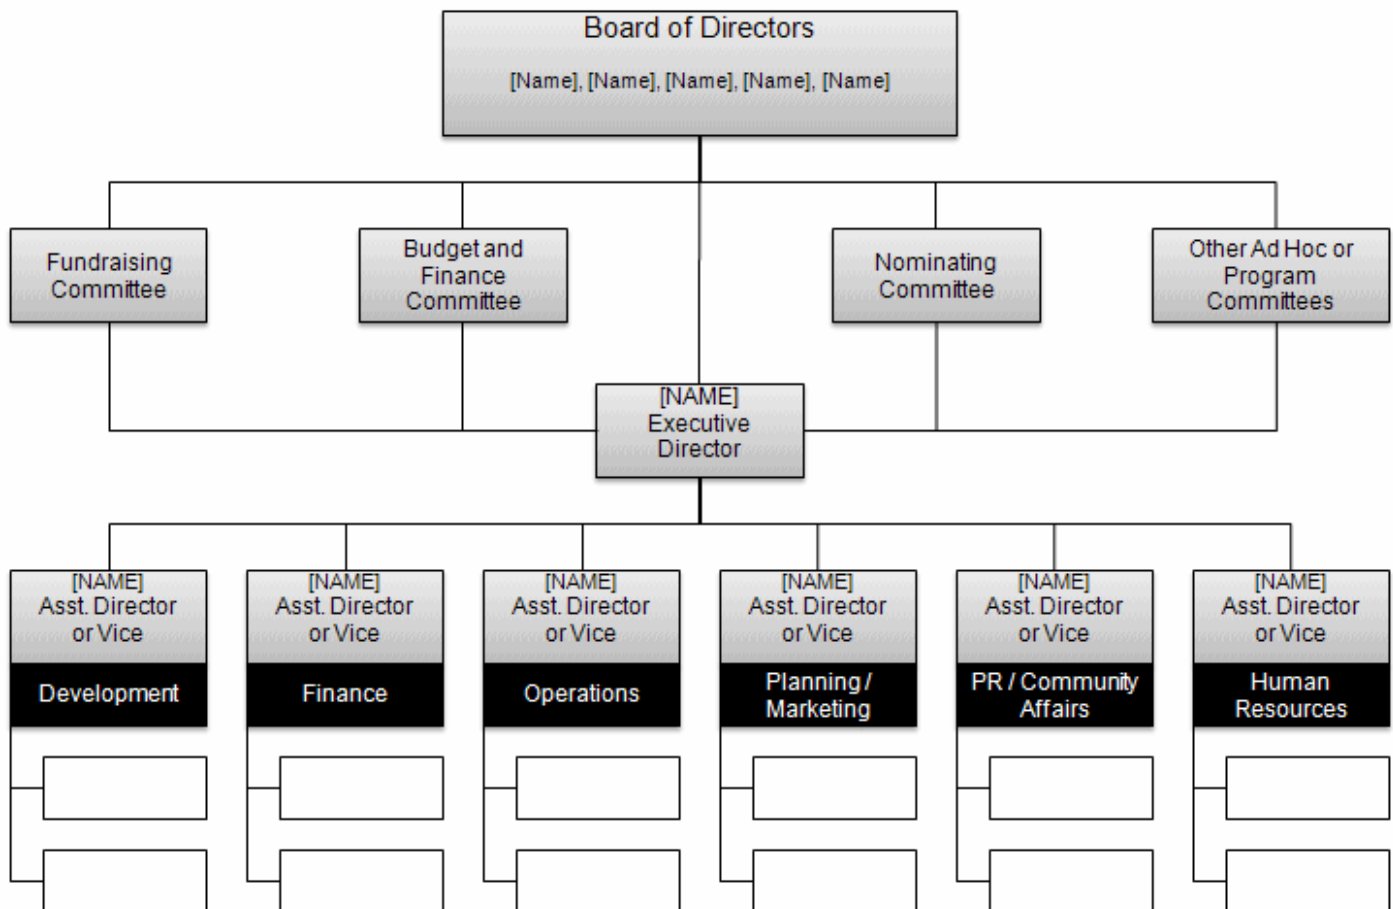 Board of Directors
[Name], [Name], [Name], [Name], [Name]
Fundraising
Committee
Budget and
Finance
Committee
Nominating
Committee
Other Ad Hoc or
Program
Committees
[NAME]
Executive
Director
[NAME]
Asst. Director
or Vice
Development
[NAME]
Asst. Director
or Vice
Finance
[NAME]
Asst. Director
or Vice
Operations
[NAME]
Asst. Director
or Vice
Planning /
Marketing
[NAME]
Asst. Director
or Vice
PR / Community
Affairs
[NAME]
Asst. Director
or Vice
Human
Resources